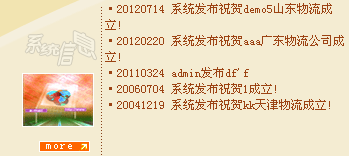 系统信息
· 20120714 系统发布祝贺demo5山东物流成
立!
· 20120220 系统发布祝贺aaa广东物流公司成
立!
· 20110324 admin发布df'f
· 20060704 系统发布祝贺1成立!
· 20041219 系统发布祝贺kk天津物流成立!
more